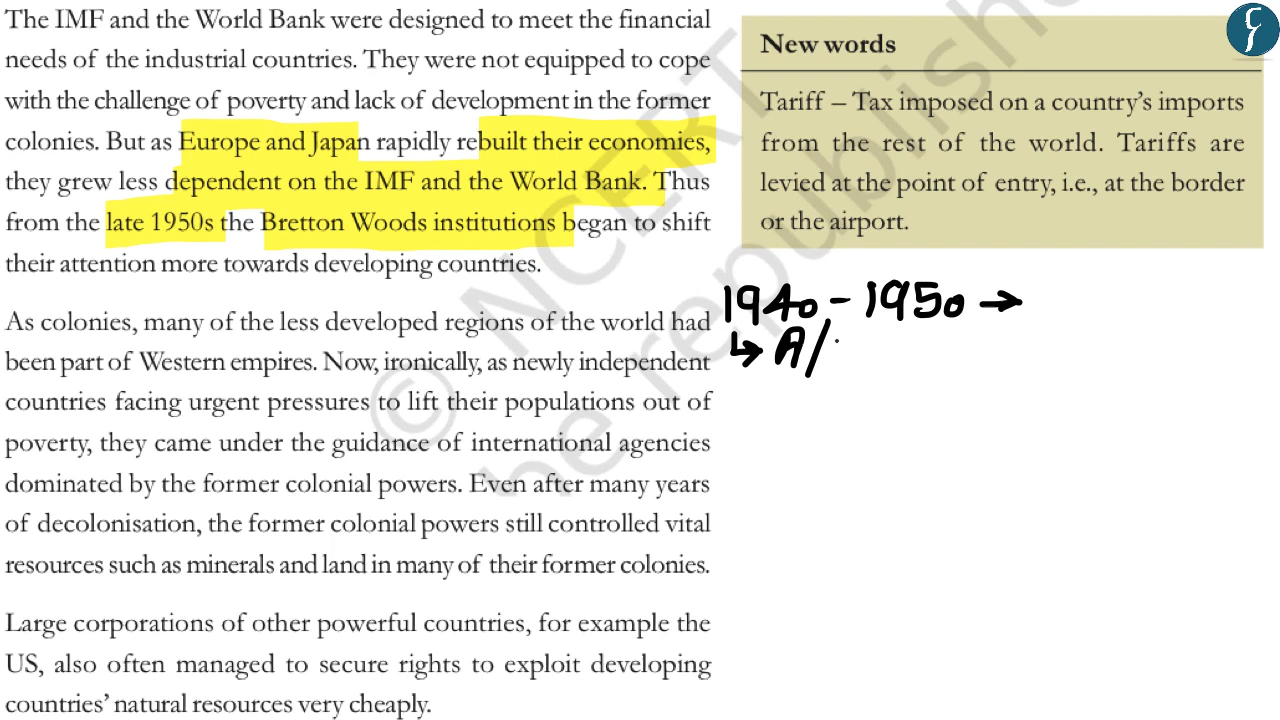 The IMF and the World Bank were designed to meet the financial
needs of the industrial countries. They were not equipped to cope
with the challenge of poverty and lack of development in the former
colonies. But as Europe and Japan rapidly rebuilt their economies,
they grew less dependent on the IMF and the World Bank. Thus
from the late 1950s the Bretton Woods institutions began to shift
their attention more towards developing countries.
As colonies, many of the less developed regions of the world had
been part of Western empires. Now, ironically, as newly independent
countries facing urgent pressures to lift their populations out of
poverty, they came under the guidance of international agencies
dominated by the former colonial powers. Even after many years
of decolonisation, the former colonial powers still controlled vital
resources such as minerals and land in many of their former colonies.
Large corporations of other powerful countries, for example the
US, also often managed to secure rights to exploit developing
countries' natural resources very cheaply.
New words
Tariff – Tax imposed on a country's imports
from the rest of the world. Tariffs are
levied at the point of entry, i.e., at the border
or the airport.
1940 - 1950 →
↳ A/
© NCERT
he republishe